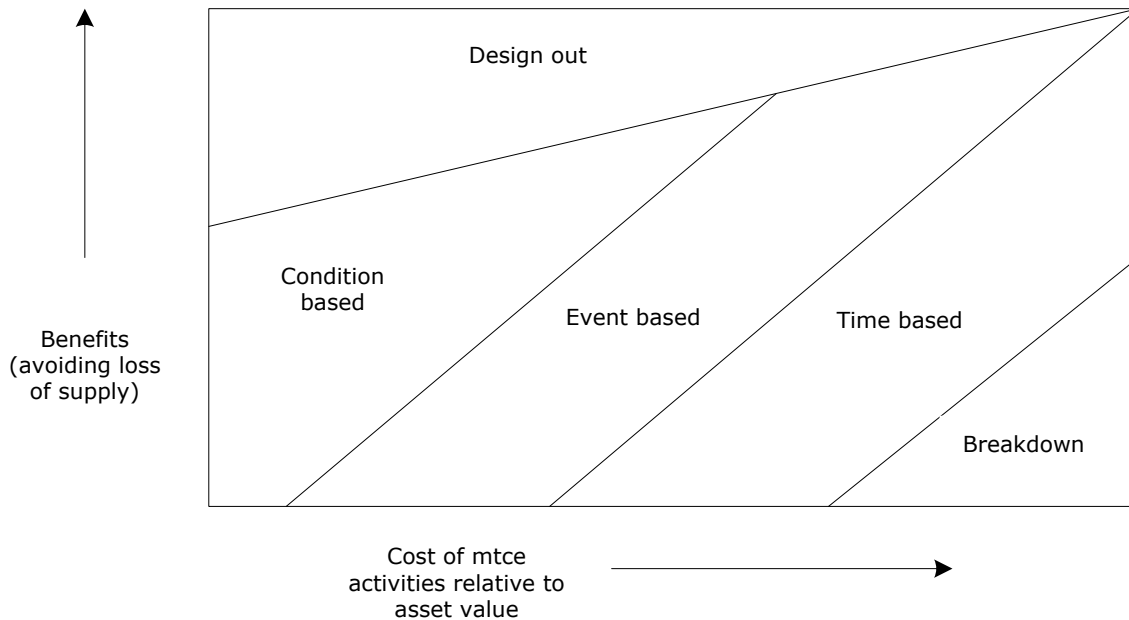 Design out
Condition
based
Event based
Time based
Breakdown
Benefits
(avoiding loss
of supply)
Cost of mtce
activities relative to
asset value